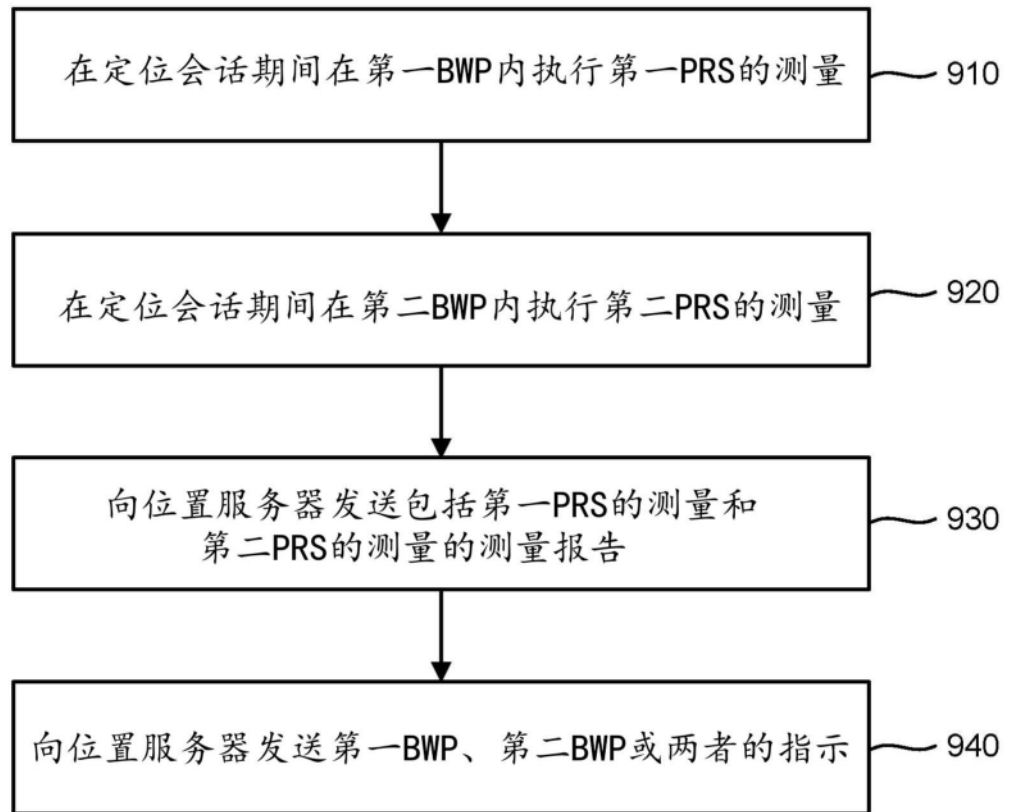 在定位会话期间在第一BWP内执行第一PRS的测量
910
在定位会话期间在第二BWP内执行第二PRS的测量
920
向位置服务器发送包括第一PRS的测量和
第二PRS的测量的测量报告
930
向位置服务器发送第一BWP、第二BWP或两者的指示
940